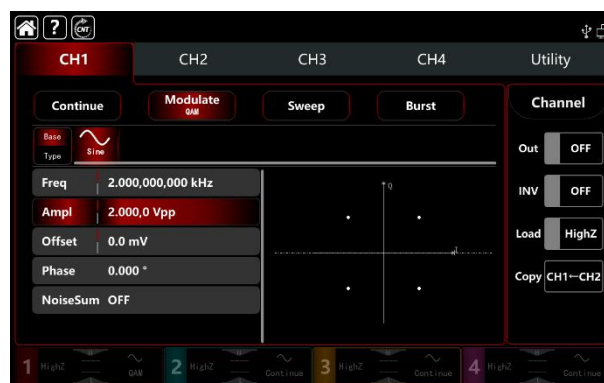 ? CNT
CH1 CH2 CH3 CH4 Utility
Continue Modulate Sweep Burst Channel
QAM
Base
Type Sine
Out OFF
Freq 2.000,000,000 kHz
INV OFF
Ampl 2.000,0 Vpp
Load HighZ
Offset 0.0 mV
Phase 0.000 °
Copy CH1←CH2
NoiseSum OFF
Q
I
1 HighZ QAM 2 HighZ Continue 3 HighZ Continue 4 HighZ Continue